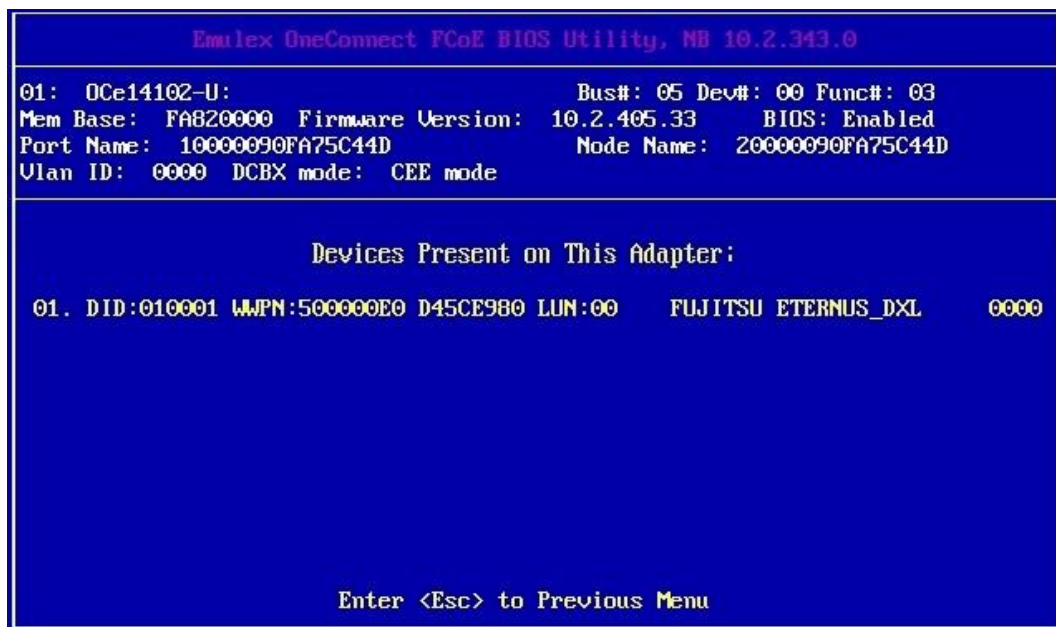 Emulex OneConnect FCoE BIOS Utility, NB 10.2.343.0
01: OCe14102-U: Bus#: 05 Dev#: 00 Func#: 03
Mem Base: FA820000 Firmware Version: 10.2.405.33 BIOS: Enabled
Port Name: 10000090FA75C44D Node Name: 20000090FA75C44D
Vlan ID: 0000 DCBX mode: CEE mode
Devices Present on This Adapter:
01. DID:010001 WWPN:500000E0 D45CE980 LUN:00 FUJITSU ETERNUS_DXL 0000
Enter <Esc> to Previous Menu